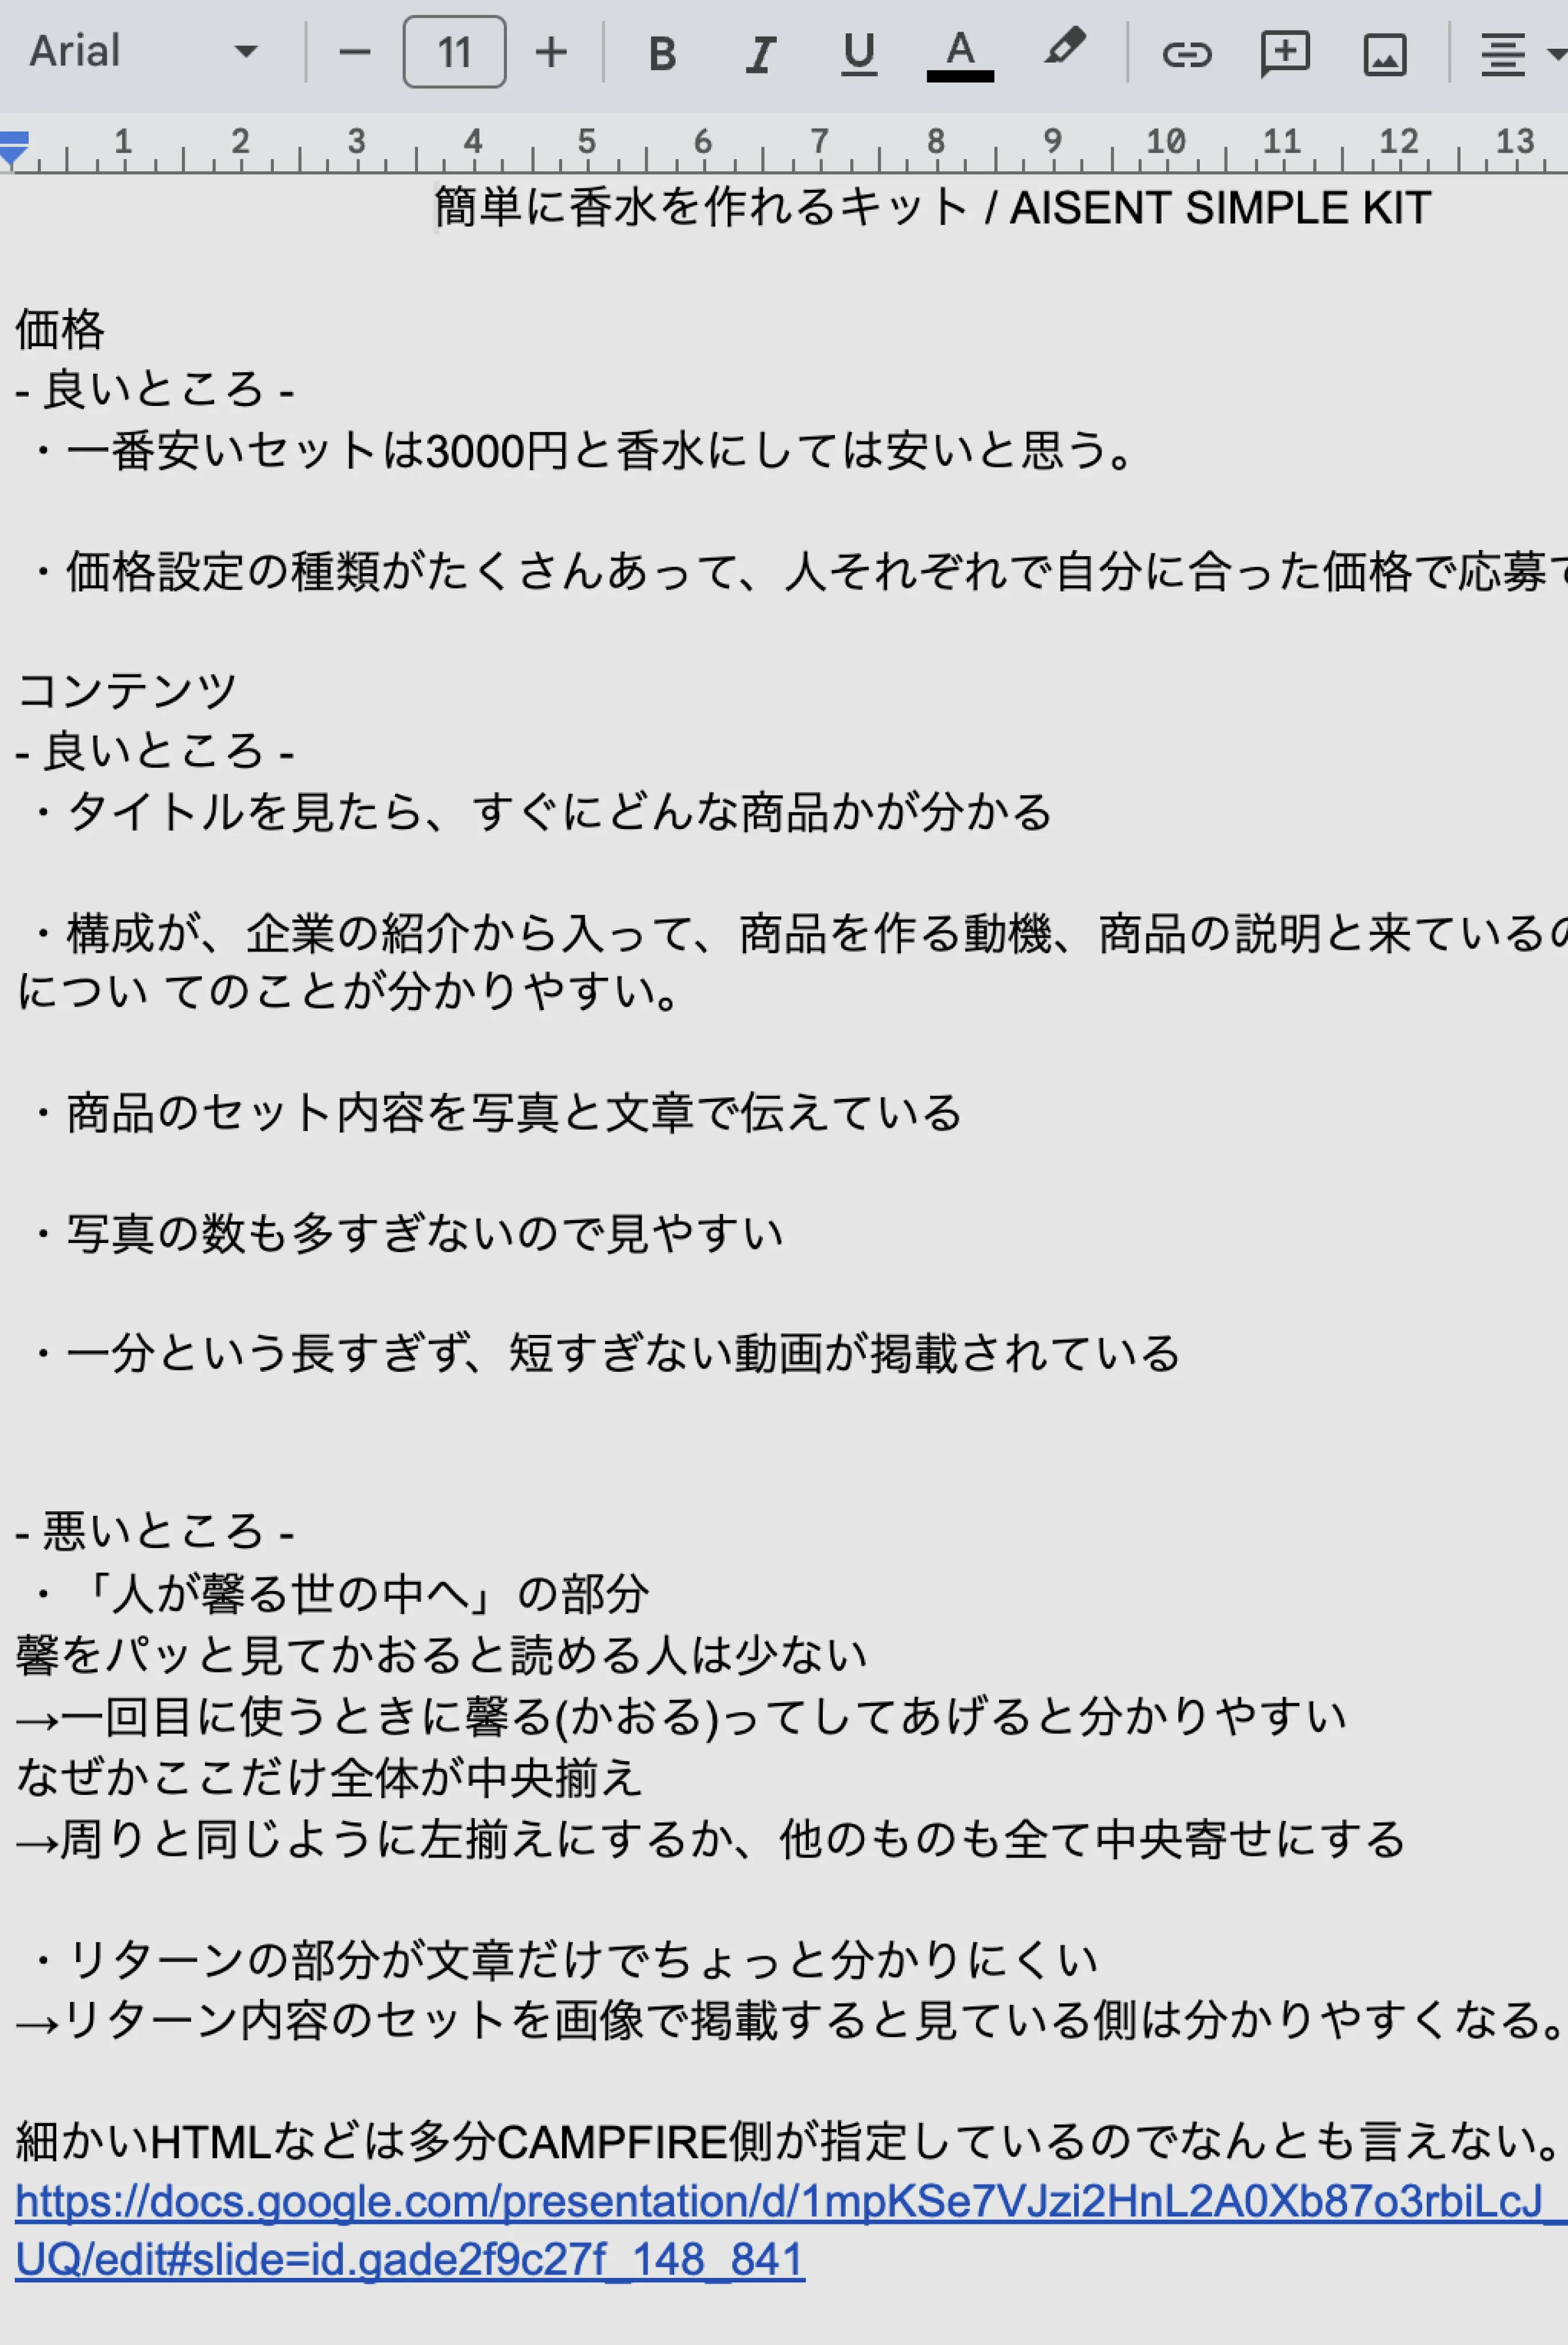 Arial
11
B I U A
1 2 3 4 5 6 7 8 9 10 11 12 13
簡単に香水を作れるキット / AISENT SIMPLE KIT
価格
- 良いところ -
・一番安いセットは3000円と香水にしては安いと思う。
・価格設定の種類がたくさんあって、人それぞれで自分に合った価格で応募で
コンテンツ
- 良いところ -
・タイトルを見たら、すぐにどんな商品かが分かる
・構成が、企業の紹介から入って、商品を作る動機、商品の説明と来ているの
につい てのことが分かりやすい。
・商品のセット内容を写真と文章で伝えている
・写真の数も多すぎないので見やすい
・一分という長すぎず、短すぎない動画が掲載されている
- 悪いところ -
・「人が馨る世の中へ」の部分
馨をパッと見てかおると読める人は少ない
→一回目に使うときに馨る(かおる)ってしてあげると分かりやすい
なぜかここだけ全体が中央揃え
→周りと同じように左揃えにするか、他のものも全て中央寄せにする
・リターンの部分が文章だけでちょっと分かりにくい
→リターン内容のセットを画像で掲載すると見ている側は分かりやすくなる。
細かいHTMLなどは多分CAMPFIRE側が指定しているのでなんとも言えない。
https://docs.google.com/presentation/d/1mpKSe7VJzi2HnL2A0Xb87o3rbiLcJ_
UQ/edit#slide=id.gade2f9c27f_148_841